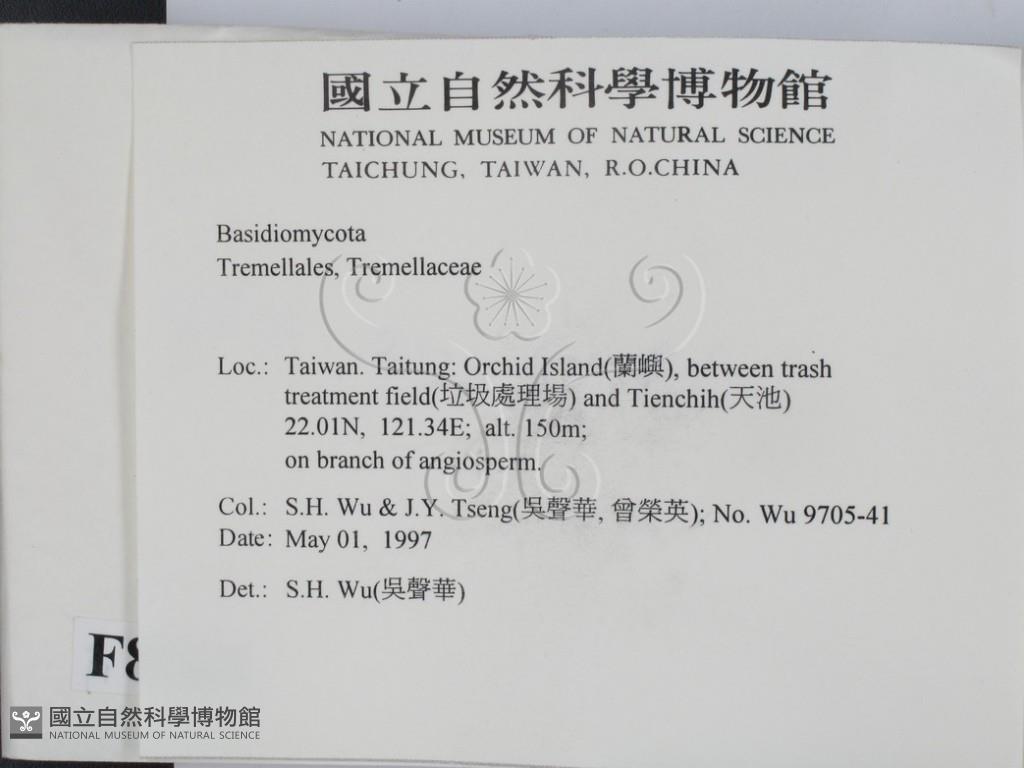 國立自然科學博物館
NATIONAL MUSEUM OF NATURAL SCIENCE
TAICHUNG, TAIWAN, R.O.CHINA
Basidiomycota
Tremellales, Tremellaceae
Loc.: Taiwan. Taitung: Orchid Island(蘭嶼), between trash
treatment field(垃圾處理場) and Tienchih(天池)
22.01N, 121.34E; alt. 150m;
on branch of angiosperm.
Col.: S.H. Wu & J.Y. Tseng(吳聲華, 曾榮英); No. Wu 9705-41
Date: May 01, 1997
Det.: S.H. Wu(吳聲華)
F8
國立自然科學博物館
NATIONAL MUSEUM OF NATURAL SCIENCE